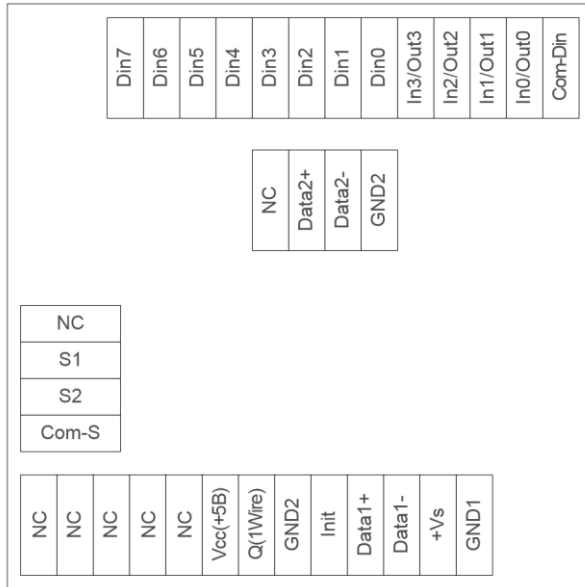 Din7 Din6 Din5 Din4 Din3 Din2 Din1 Din0 In3/Out3 In2/Out2 In1/Out1 In0/Out0 Com-Din
NC Data2+ Data2- GND2
NC
S1
S2
Com-S
NC NC NC NC NC Vcc(+5B) Q(1Wire) GND2 Init Data1+ Data1- +Vs GND1